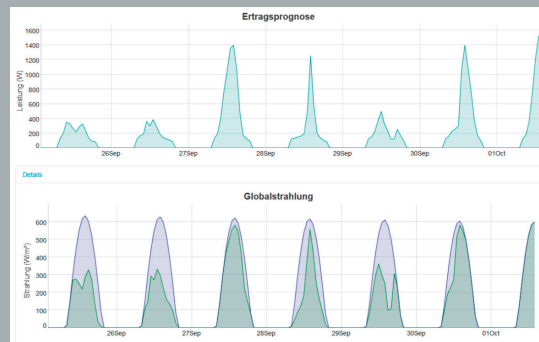 Ertragsprognose
1600
1400
1200
1000
800
600
400
200
0
Leistung (W)
26Sep 27Sep 28Sep 29Sep 30Sep 01Oct
Details
Globalstrahlung
600
500
400
300
200
100
0
Strahlung (W/m²)
26Sep 27Sep 28Sep 29Sep 30Sep 01Oct